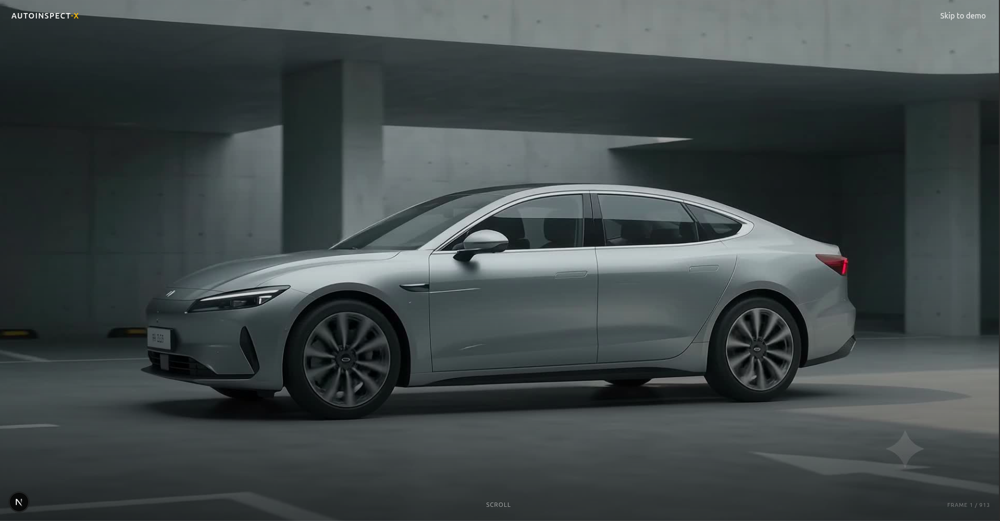 AUTOINSPECT-X
Skip to demo
SCROLL
FRAME 1 / 913